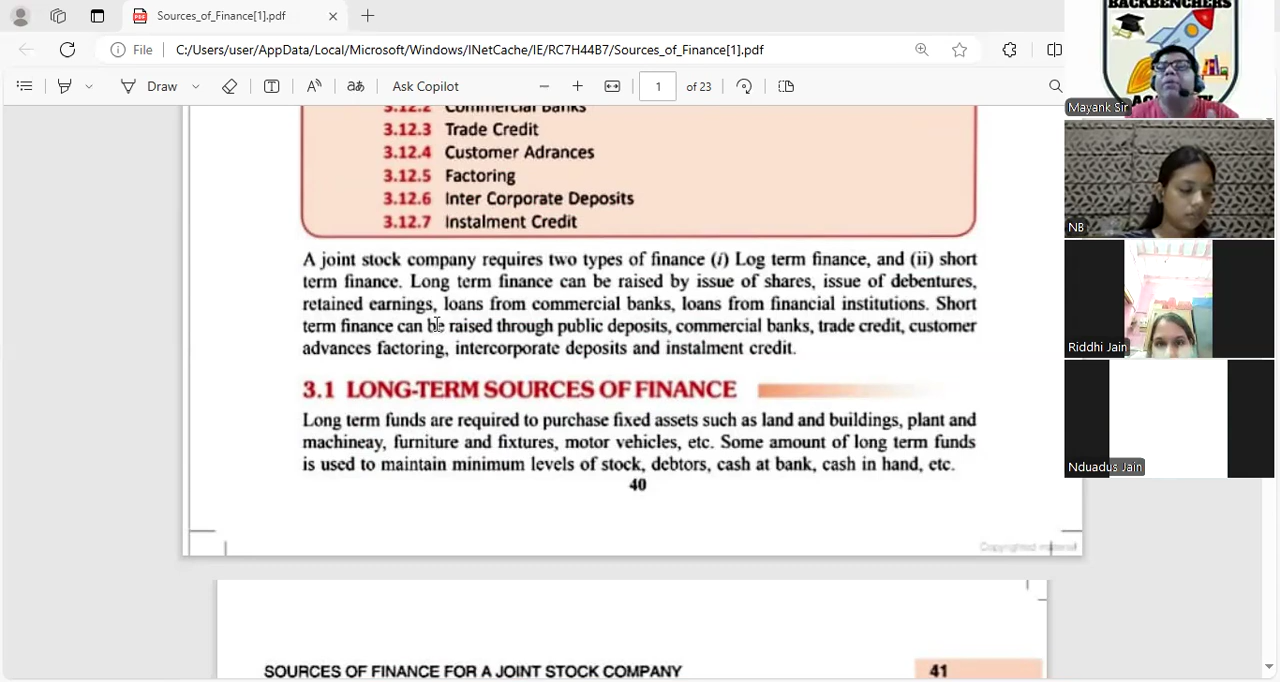 Sources_of_Finance[1].pdf
File C:/Users/user/AppData/Local/Microsoft/Windows/INetCache/IE/RC7H44B7/Sources_of_Finance[1].pdf
Draw Ask Copilot 1 of 23
BACKBENCHERS
Mayank Sir
NB
Riddhi Jain
Nduadus Jain
3.12.2 Commercial Banks
3.12.3 Trade Credit
3.12.4 Customer Adrances
3.12.5 Factoring
3.12.6 Inter Corporate Deposits
3.12.7 Instalment Credit
A joint stock company requires two types of finance (i) Log term finance, and (ii) short
term finance. Long term finance can be raised by issue of shares, issue of debentures,
retained earnings, loans from commercial banks, loans from financial institutions. Short
term finance can be raised through public deposits, commercial banks, trade credit, customer
advances factoring, intercorporate deposits and instalment credit.
3.1 LONG-TERM SOURCES OF FINANCE
Long term funds are required to purchase fixed assets such as land and buildings, plant and
machineay, furniture and fixtures, motor vehicles, etc. Some amount of long term funds
is used to maintain minimum levels of stock, debtors, cash at bank, cash in hand, etc.
40
Copyrighted material
SOURCES OF FINANCE FOR A JOINT STOCK COMPANY 41